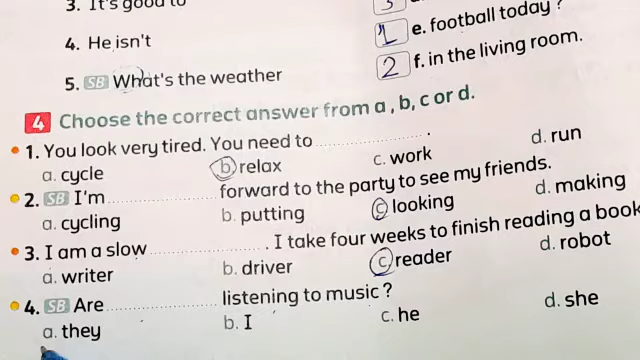 3. It's good to
4. He isn't
1 e. football today ?
5. SB What's the weather
2 f. in the living room.
4 Choose the correct answer from a , b, c or d.
1. You look very tired. You need to .................... .
a. cycle b. relax c. work d. run
2. SB I'm .................... forward to the party to see my friends.
a. cycling b. putting c. looking d. making
3. I am a slow .................... . I take four weeks to finish reading a book
a. writer b. driver c. reader d. robot
4. SB Are .................... listening to music ?
a. they b. I c. he d. she